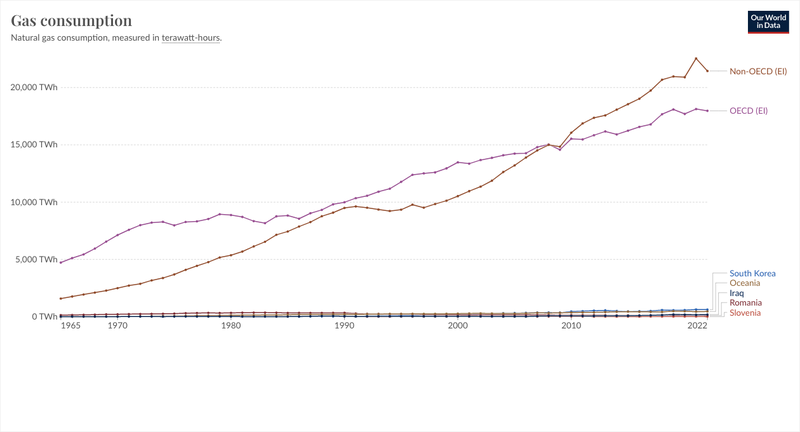 Gas consumption
Natural gas consumption, measured in terawatt-hours.
Our World
in Data
20,000 TWh
15,000 TWh
10,000 TWh
5,000 TWh
0 TWh
1965
1970
1980
1990
2000
2010
2022
Non-OECD (EI)
OECD (EI)
South Korea
Oceania
Iraq
Romania
Slovenia